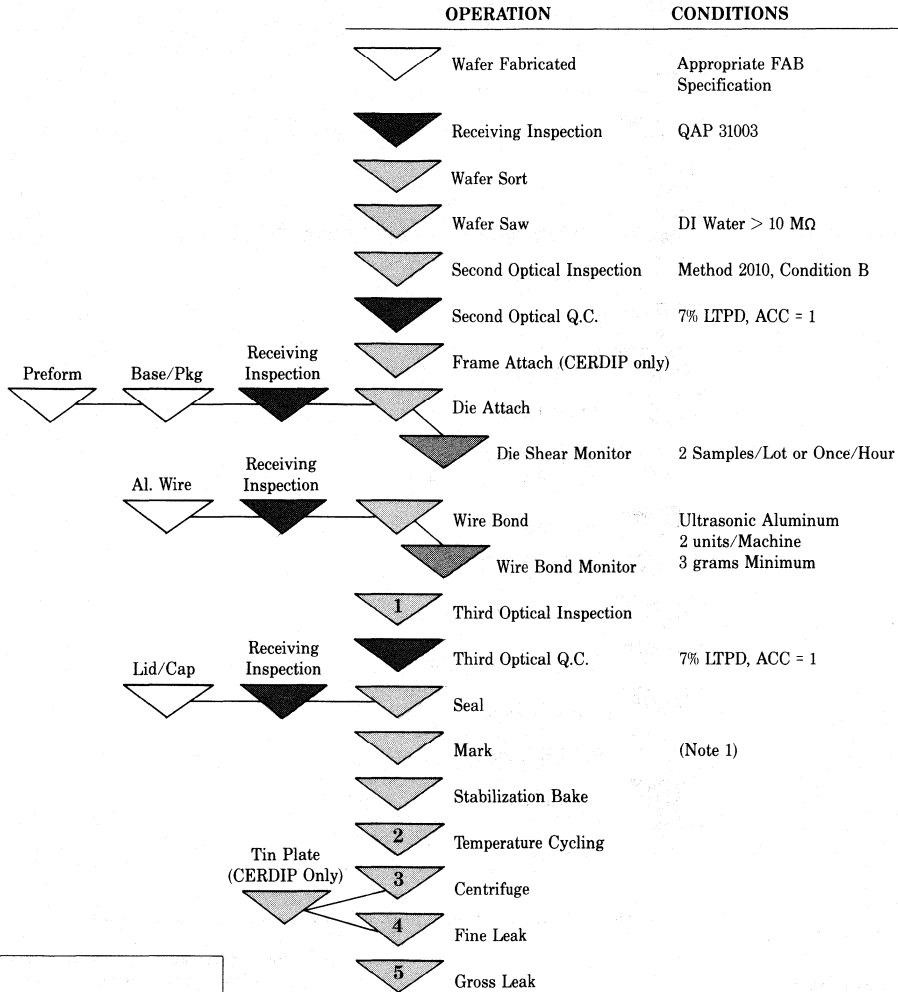 OPERATION CONDITIONS
Wafer Fabricated Appropriate FAB
Specification
Receiving Inspection QAP 31003
Wafer Sort
Wafer Saw DI Water > 10 MΩ
Second Optical Inspection Method 2010, Condition B
Second Optical Q.C. 7% LTPD, ACC = 1
Frame Attach (CERDIP only)
Preform Base/Pkg Receiving
Inspection
Die Attach
Die Shear Monitor 2 Samples/Lot or Once/Hour
Al. Wire Receiving
Inspection
Wire Bond Ultrasonic Aluminum
2 units/Machine
Wire Bond Monitor 3 grams Minimum
1 Third Optical Inspection
Third Optical Q.C. 7% LTPD, ACC = 1
Lid/Cap Receiving
Inspection
Seal
Mark (Note 1)
Stabilization Bake
2 Temperature Cycling
Tin Plate
(CERDIP Only)
3 Centrifuge
4 Fine Leak
5 Gross Leak